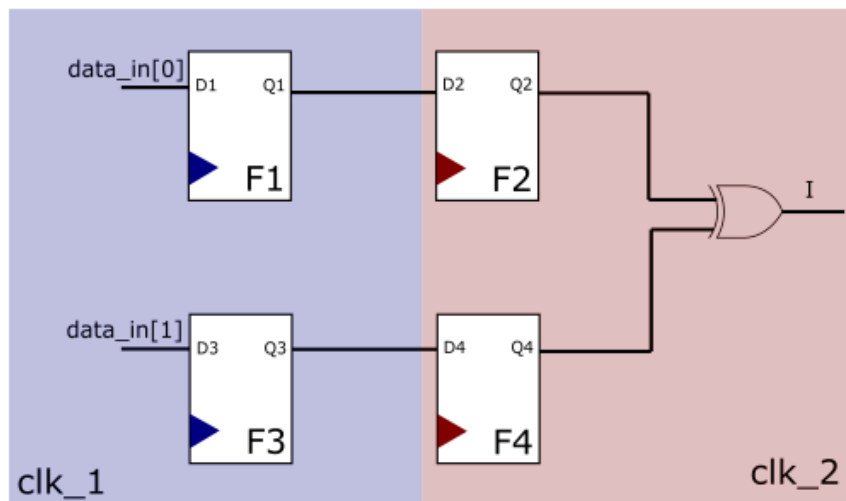 data_in[0]
D1 Q1
F1
D2 Q2
F2
I
data_in[1]
D3 Q3
F3
D4 Q4
F4
clk_1
clk_2